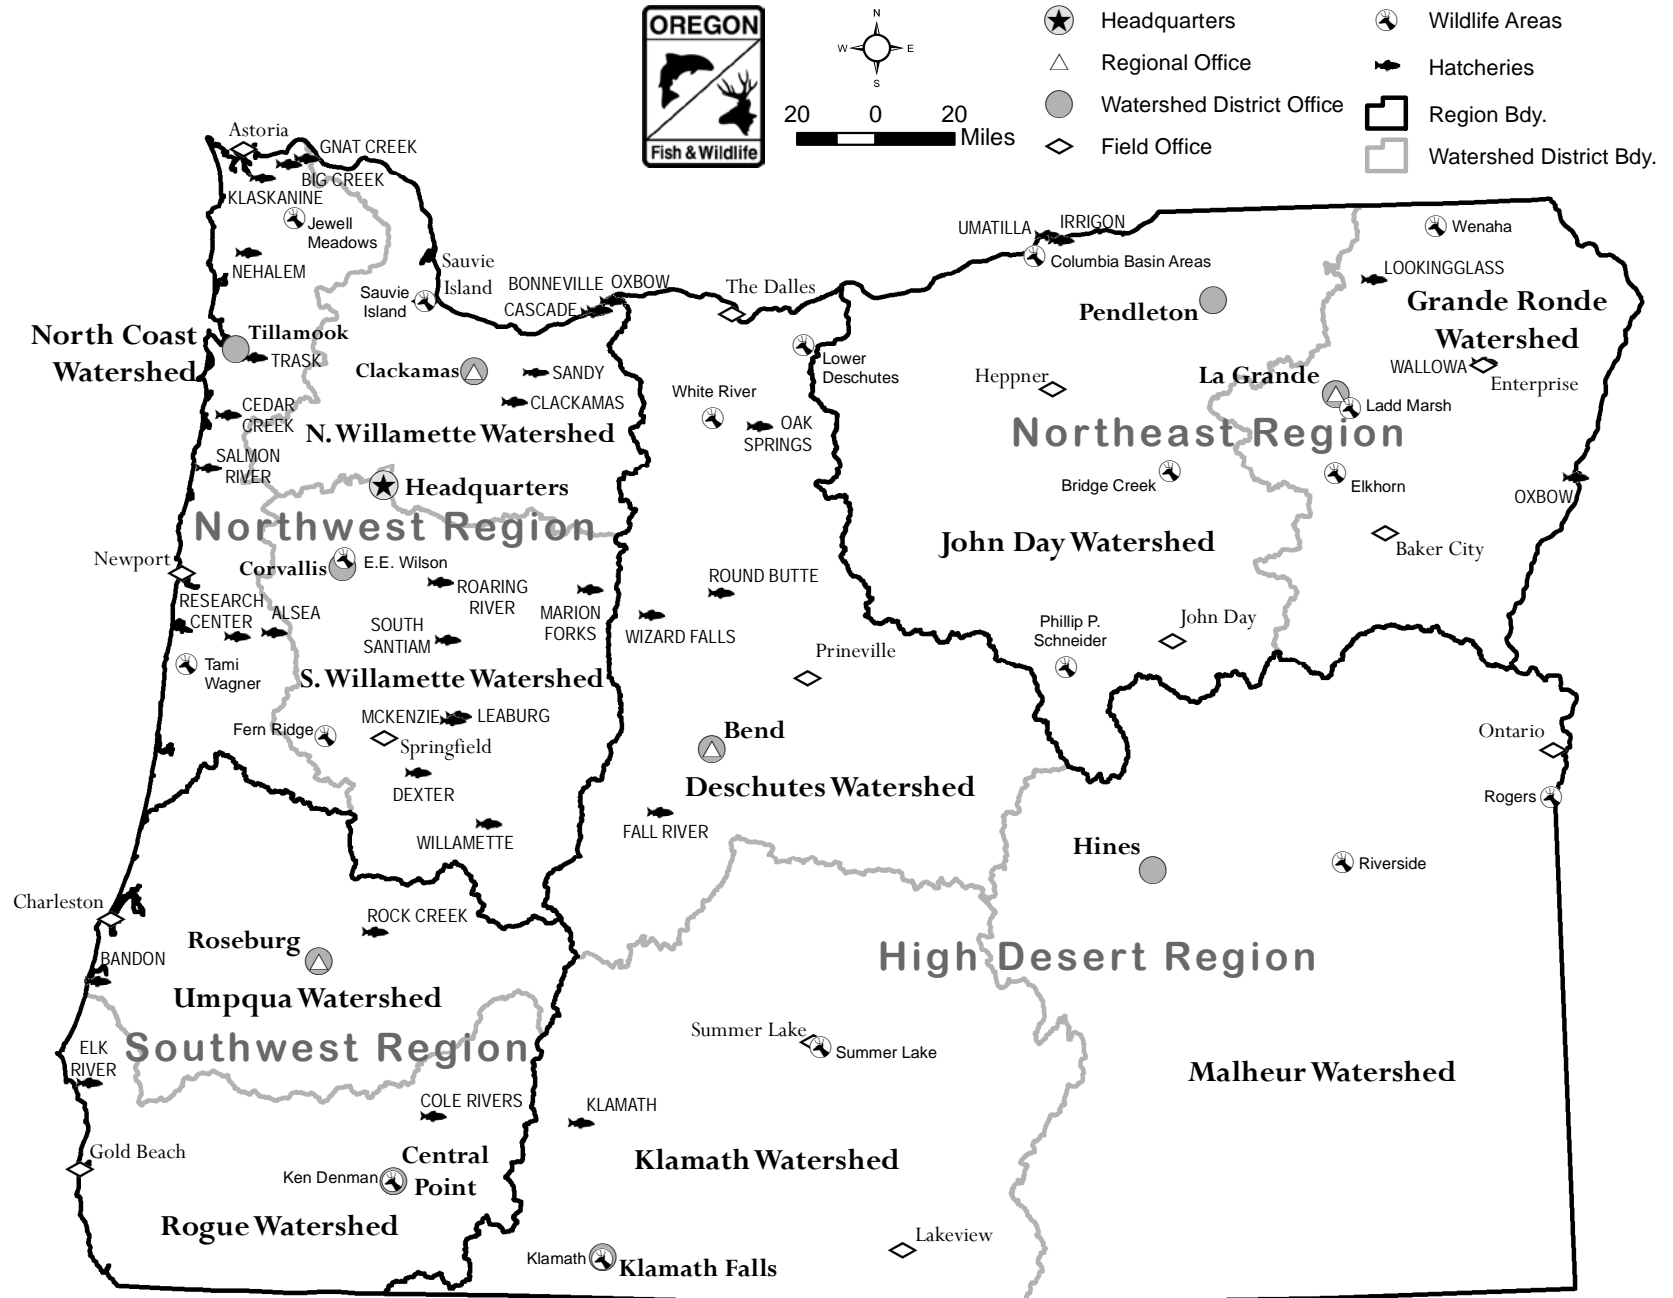 OREGON
Fish & Wildlife
N
W
E
S
20
0
20
Miles
Headquarters
Regional Office
Watershed District Office
Field Office
Wildlife Areas
Hatcheries
Region Bdy.
Watershed District Bdy.
Astoria
GNAT CREEK
BIG CREEK
KLASKANINE
Jewell
Meadows
NEHALEM
Sauvie
Island
Sauvie
Island
BONNEVILLE
OXBOW
CASCADE
The Dalles
UMATILLA
IRRIGON
Columbia Basin Areas
Wenaha
LOOKINGGLASS
Grande Ronde
Watershed
Pendleton
North Coast
Watershed
Tillamook
TRASK
Clackamas
SANDY
CLACKAMAS
Lower
Deschutes
White River
OAK
SPRINGS
Heppner
La Grande
Ladd Marsh
WALLOWA
Enterprise
CEDAR
CREEK
N. Willamette Watershed
Northeast Region
SALMON
RIVER
Headquarters
Bridge Creek
Elkhorn
OXBOW
Northwest Region
John Day Watershed
Baker City
Newport
Corvallis
E.E. Wilson
ROARING
RIVER
MARION
FORKS
ROUND BUTTE
WIZARD FALLS
RESEARCH
CENTER
ALSEA
SOUTH
SANTIAM
Phillip P.
Schneider
John Day
Tami
Wagner
S. Willamette Watershed
Prineville
MCKENZIE
LEABURG
Fern Ridge
Springfield
Bend
Ontario
DEXTER
Deschutes Watershed
Rogers
WILLAMETTE
FALL RIVER
Hines
Riverside
Charleston
ROCK CREEK
Roseburg
BANDON
High Desert Region
Umpqua Watershed
Southwest Region
ELK
RIVER
Summer Lake
Summer Lake
Malheur Watershed
COLE RIVERS
KLAMATH
Gold Beach
Central
Point
Ken Denman
Klamath Watershed
Rogue Watershed
Lakeview
Klamath
Klamath Falls